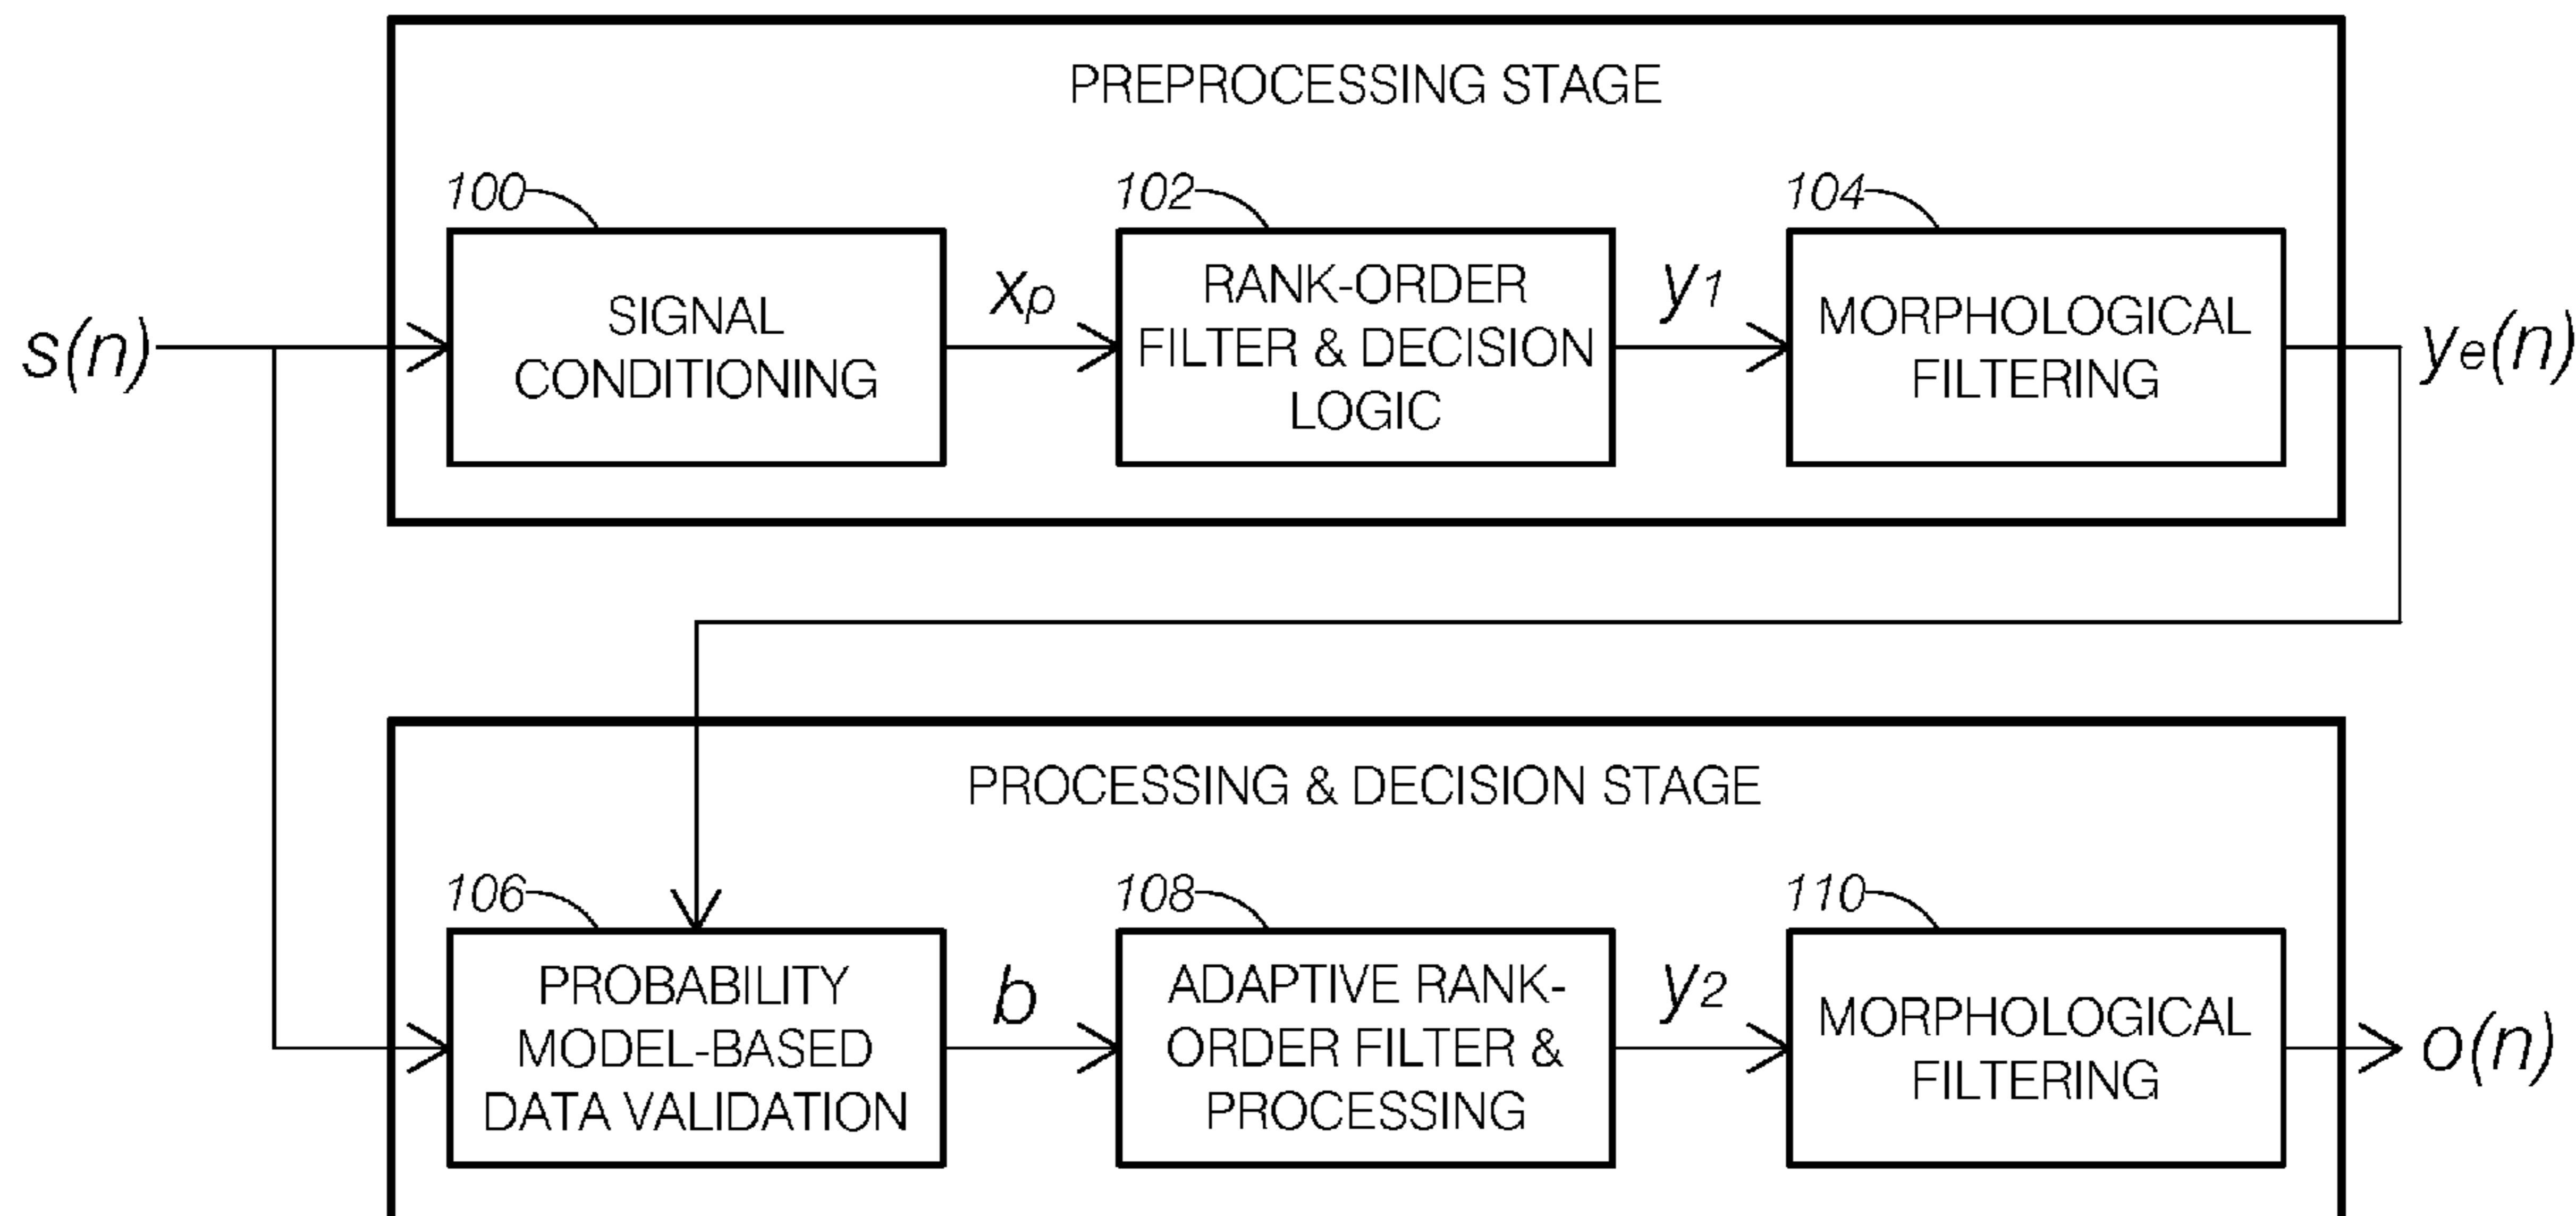 PREPROCESSING STAGE
100
102
104
s(n)
SIGNAL
CONDITIONING
xp
RANK-ORDER
FILTER & DECISION
LOGIC
y1
MORPHOLOGICAL
FILTERING
ye(n)
PROCESSING & DECISION STAGE
106
108
110
PROBABILITY
MODEL-BASED
DATA VALIDATION
b
ADAPTIVE RANK-
ORDER FILTER &
PROCESSING
y2
MORPHOLOGICAL
FILTERING
o(n)